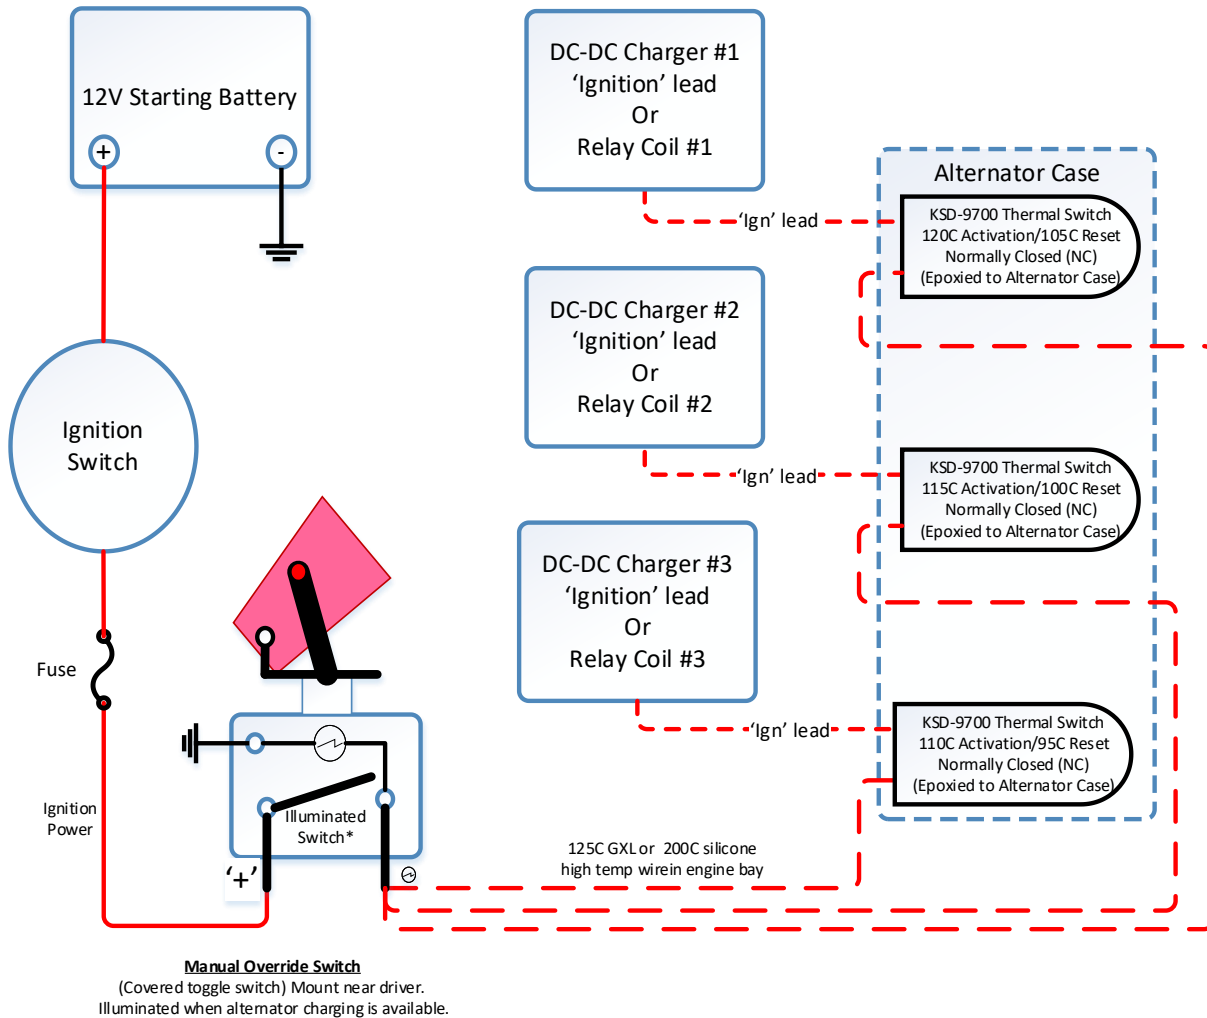 12V Starting Battery
+
-
DC-DC Charger #1
‘Ignition’ lead
Or
Relay Coil #1
‘Ign’ lead
Alternator Case
KSD-9700 Thermal Switch
120C Activation/105C Reset
Normally Closed (NC)
(Epoxied to Alternator Case)
DC-DC Charger #2
‘Ignition’ lead
Or
Relay Coil #2
‘Ign’ lead
KSD-9700 Thermal Switch
115C Activation/100C Reset
Normally Closed (NC)
(Epoxied to Alternator Case)
Ignition
Switch
DC-DC Charger #3
‘Ignition’ lead
Or
Relay Coil #3
‘Ign’ lead
KSD-9700 Thermal Switch
110C Activation/95C Reset
Normally Closed (NC)
(Epoxied to Alternator Case)
Fuse
Ignition
Power
Illuminated
Switch*
‘+’
125C GXL or 200C silicone
high temp wirein engine bay
Manual Override Switch
(Covered toggle switch) Mount near driver.
Illuminated when alternator charging is available.